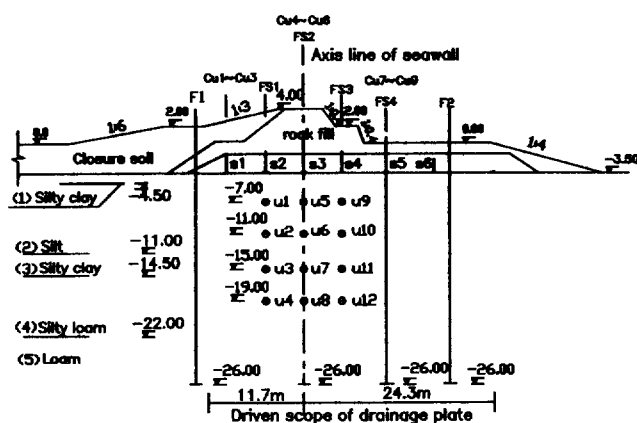 Cu4~Cu6
FS2
Axis line of seawall
Cu1~Cu3
FS1
4.00
FS3
Cu7~Cu9
F1
2.00
1:3
2.00
FS4
F2
0.0
1:6
rock fill
0.00
1:4
Closure soil
s1 s2 s3 s4 s5 s6
-3.50
(1) Silty clay
-4.50
-7.00
u1 u5 u9
-11.00
u2 u6 u10
(2) Silt
-11.00
(3) Silty clay
-14.50
-15.00
u3 u7 u11
-19.00
u4 u8 u12
(4) Silty loam
-22.00
(5) Loam
-26.00 -26.00 -26.00 -26.00
11.7m 24.3m
Driven scope of drainage plate